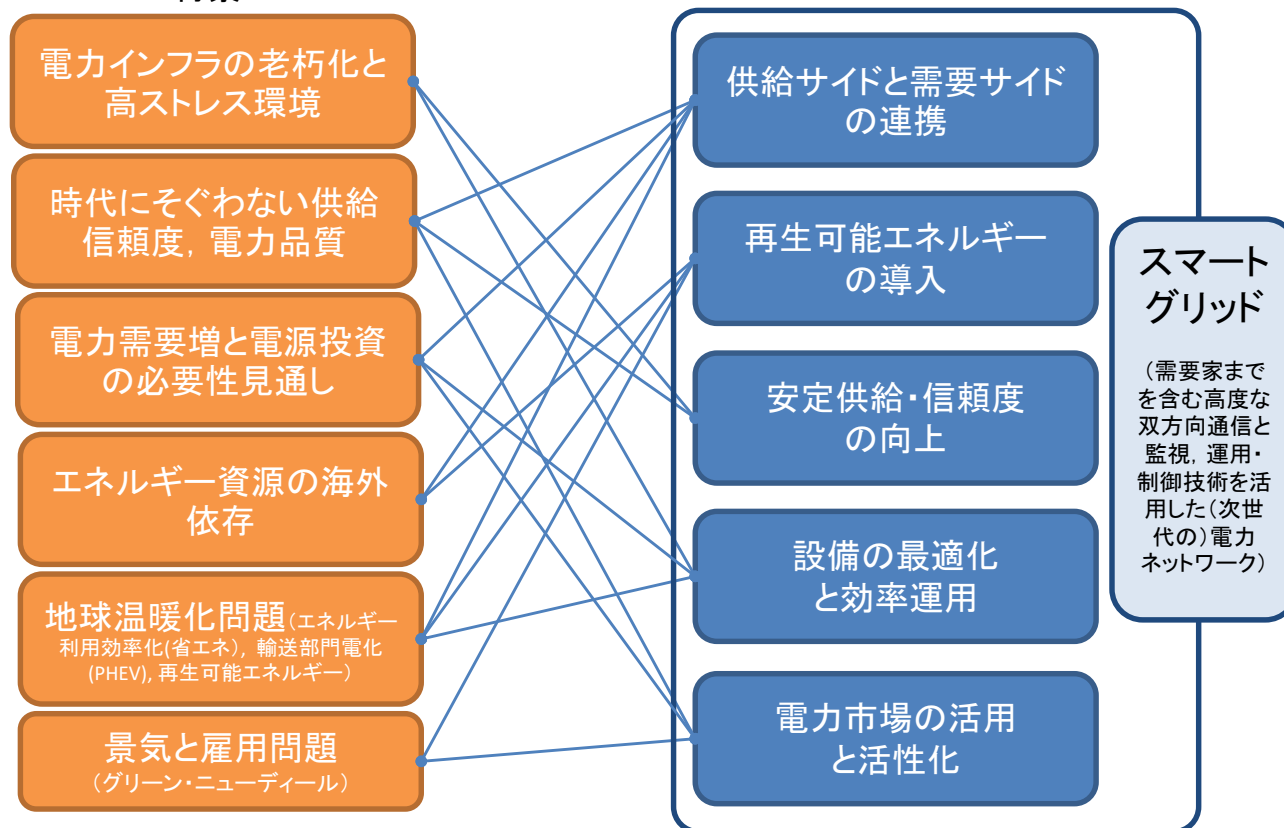 電力インフラの老朽化と
高ストレス環境
時代にそぐわない供給
信頼度, 電力品質
電力需要増と電源投資
の必要性見通し
エネルギー資源の海外
依存
地球温暖化問題(エネルギー
利用効率化(省エネ), 輸送部門電化
(PHEV), 再生可能エネルギー)
景気と雇用問題
(グリーン・ニューディール)
供給サイドと需要サイド
の連携
再生可能エネルギー
の導入
安定供給・信頼度
の向上
設備の最適化
と効率運用
電力市場の活用
と活性化
スマート
グリッド
(需要家まで
を含む高度な
双方向通信と
監視, 運用・
制御技術を活
用した(次世
代の)電力
ネットワーク)